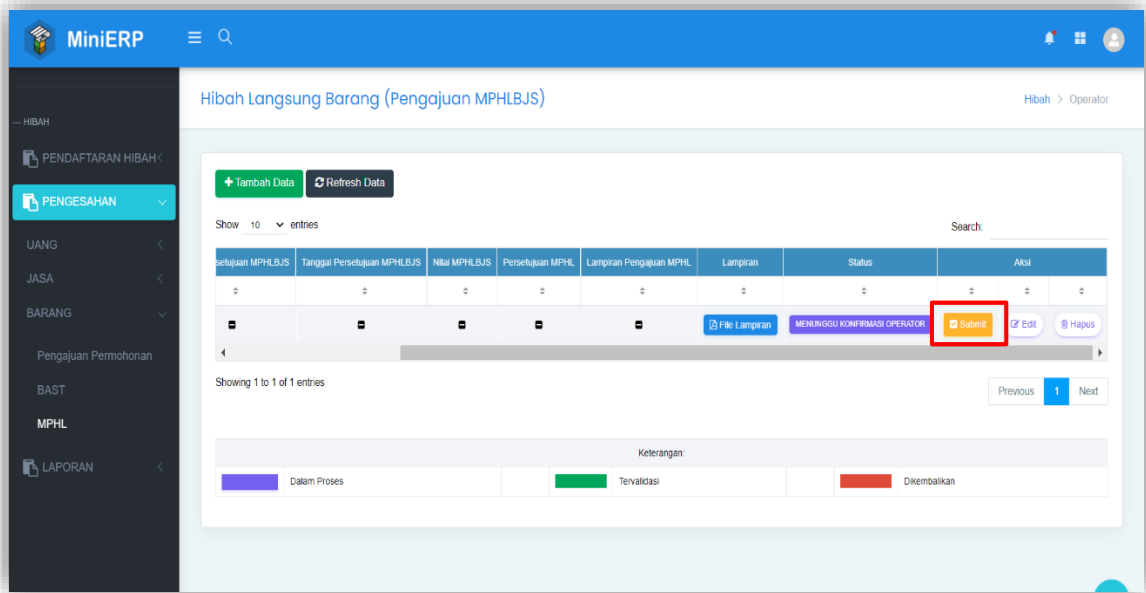 MiniERP
Hibah Langsung Barang (Pengajuan MPHLBJS)
Hibah > Operator
--- HIBAH
PENDAFTARAN HIBAH
PENGESAHAN
UANG
JASA
BARANG
Pengajuan Permohonan
BAST
MPHL
LAPORAN
Tambah Data Refresh Data
Show 10 entries
Search:
setujuan MPHLBJS Tanggal Persetujuan MPHLBJS Nilai MPHLBJS Persetujuan MPHL Lampiran Pengajuan MPHL Lampiran Status Aksi
File Lampiran MENUNGGU KONFIRMASI OPERATOR Submit Edit Hapus
Showing 1 to 1 of 1 entries
Previous 1 Next
Keterangan:
Dalam Proses Tervalidasi Dikembalikan